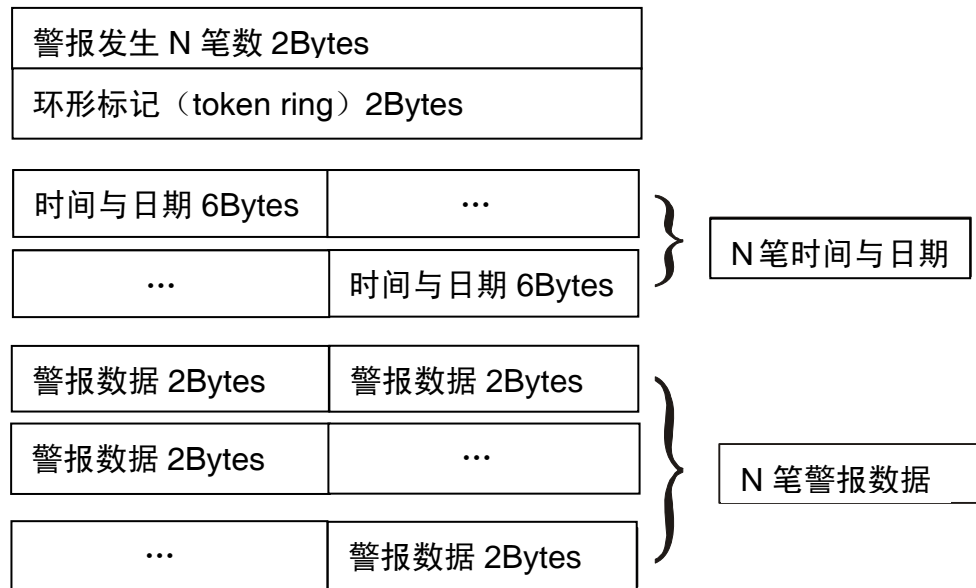 警报发生 N 笔数 2Bytes
环形标记（token ring）2Bytes
时间与日期 6Bytes …
… 时间与日期 6Bytes
N 笔时间与日期
警报数据 2Bytes 警报数据 2Bytes
警报数据 2Bytes …
… 警报数据 2Bytes
N 笔警报数据